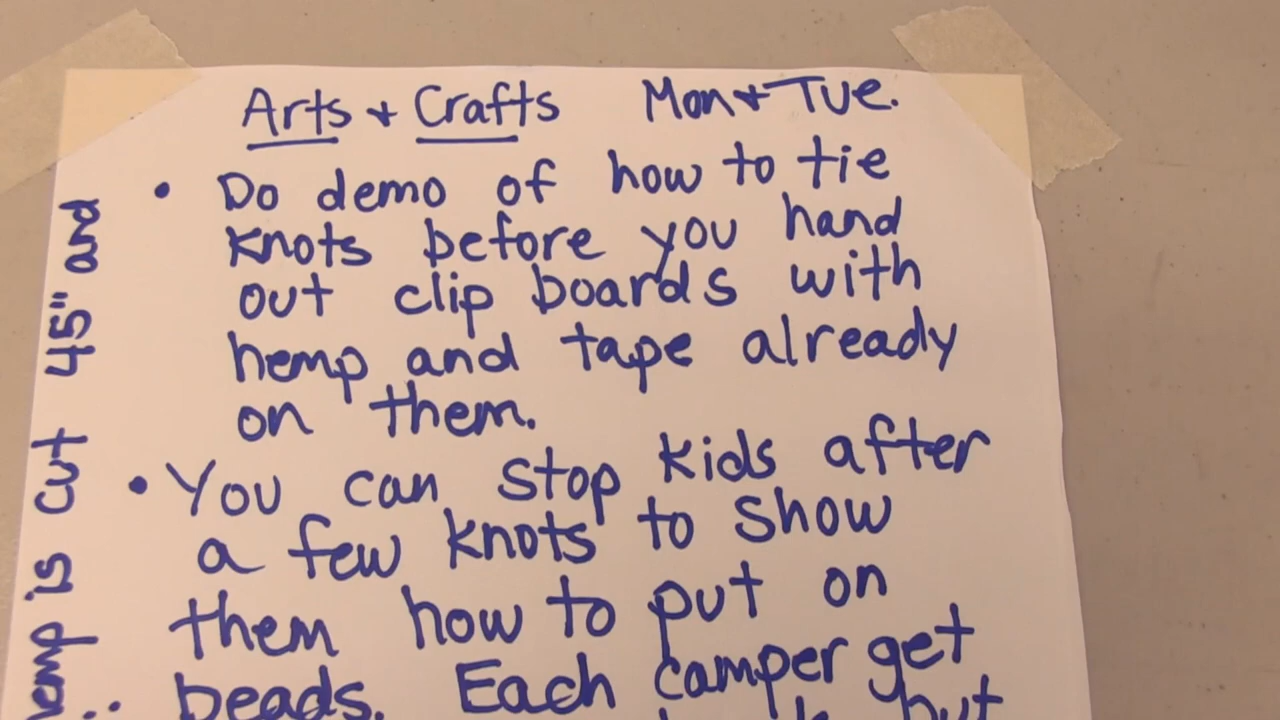 Arts + Crafts Mon + Tue.
• Do demo of how to tie
knots before you hand
out clip boards with
hemp and tape already
on them.
• You can stop kids after
a few knots to show
them how to put on
beads. Each camper get
but
hemp is cut 45" and